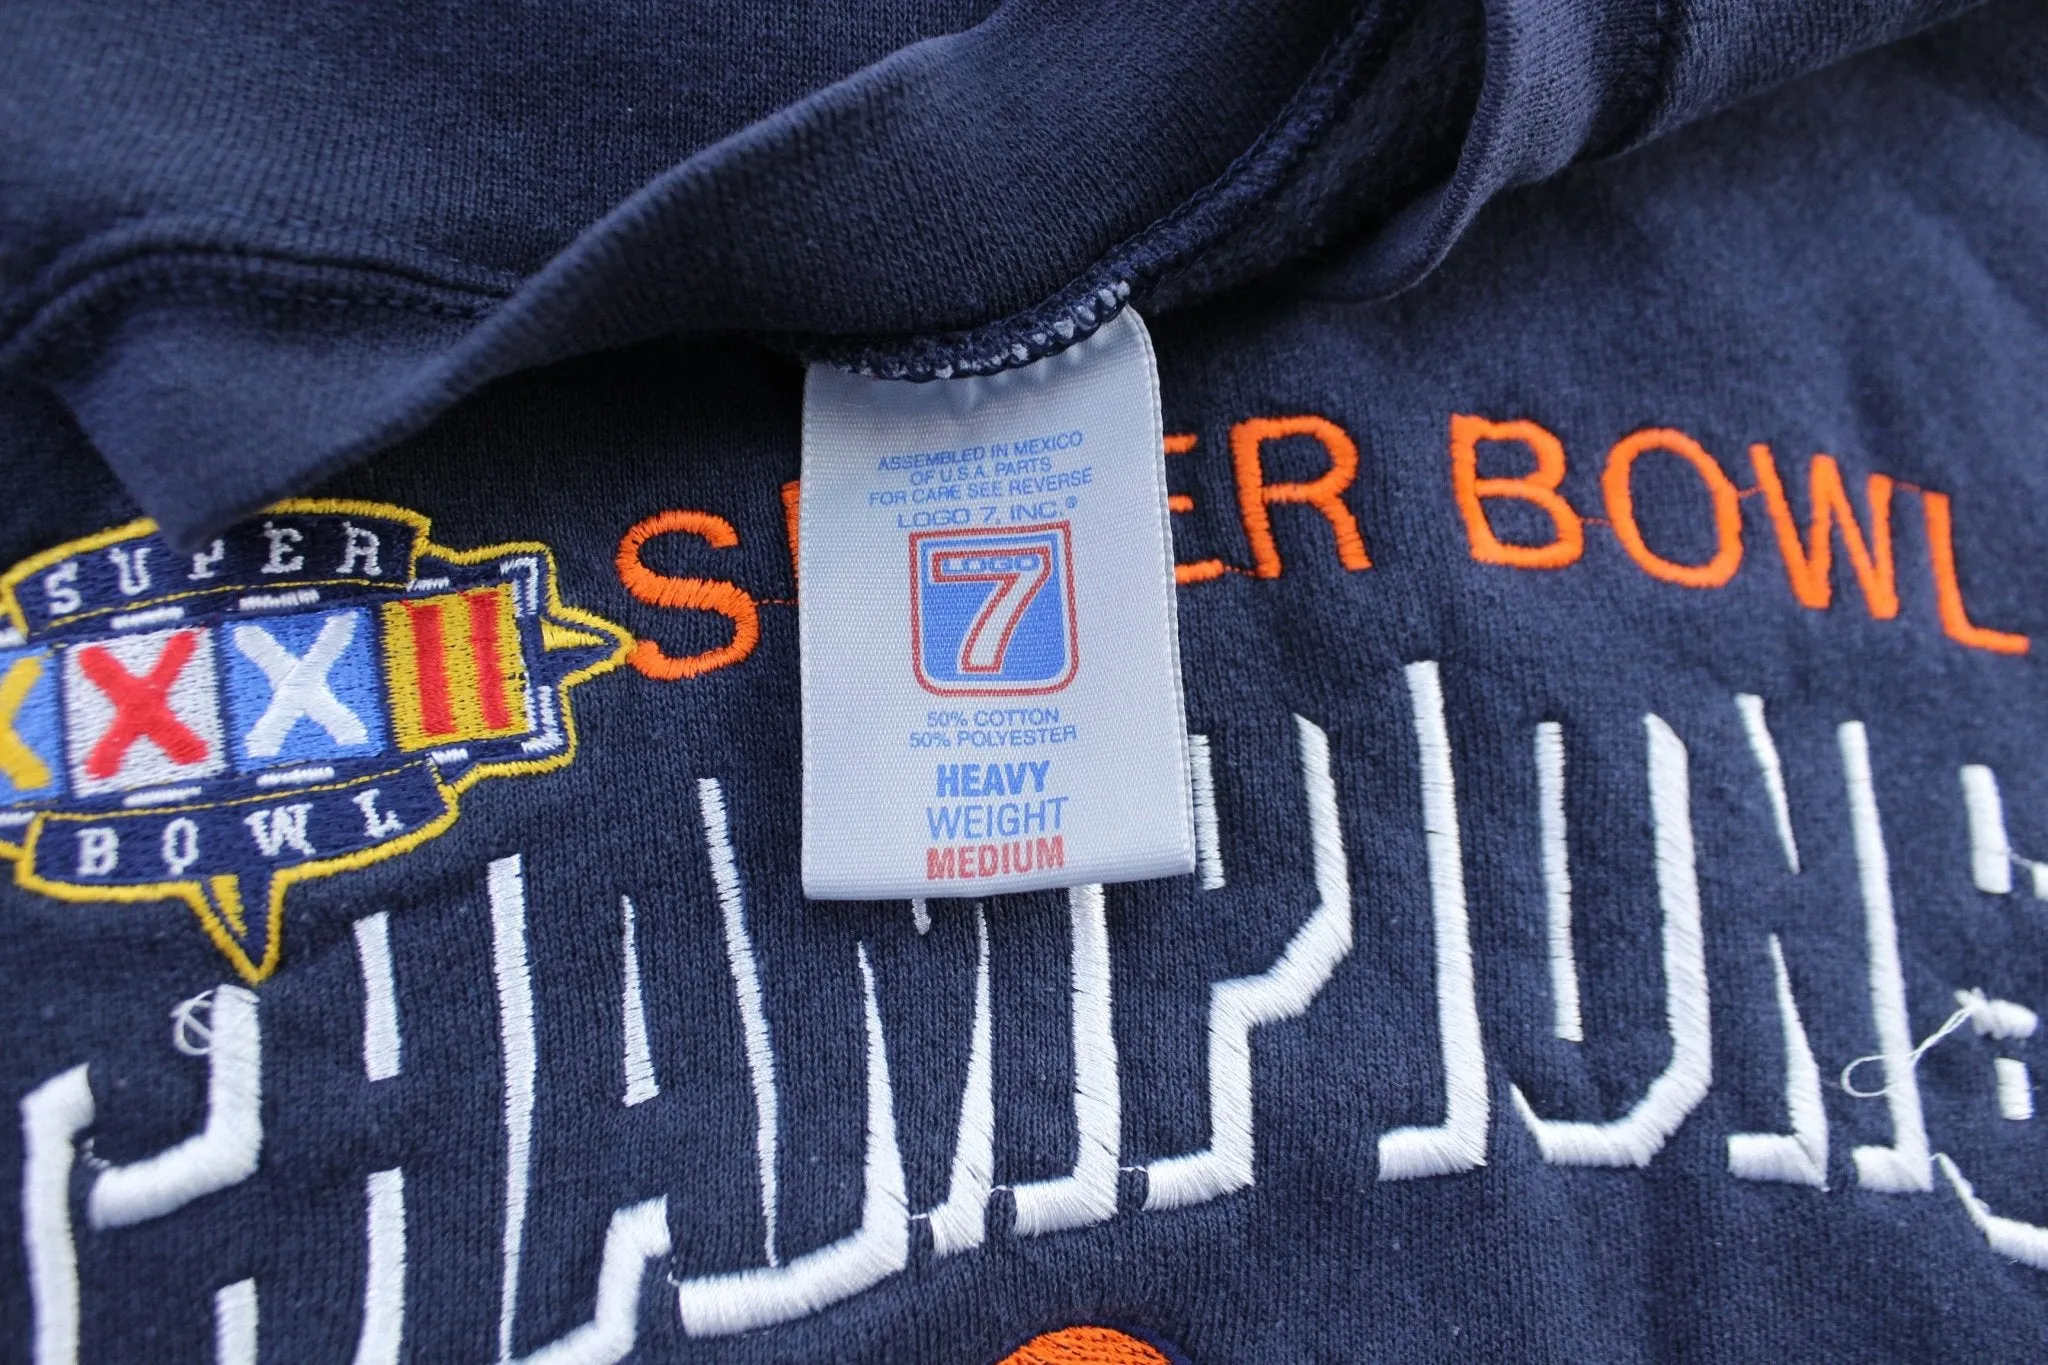 ASSEMBLED IN MEXICO
OF U.S.A. PARTS
FOR CARE SEE REVERSE
LOGO 7, INC.®
LOGO
7
50% COTTON
50% POLYESTER
HEAVY
WEIGHT
MEDIUM
SUPER
XXXII
BOWL
S ER BOWL
CHAMPIONS